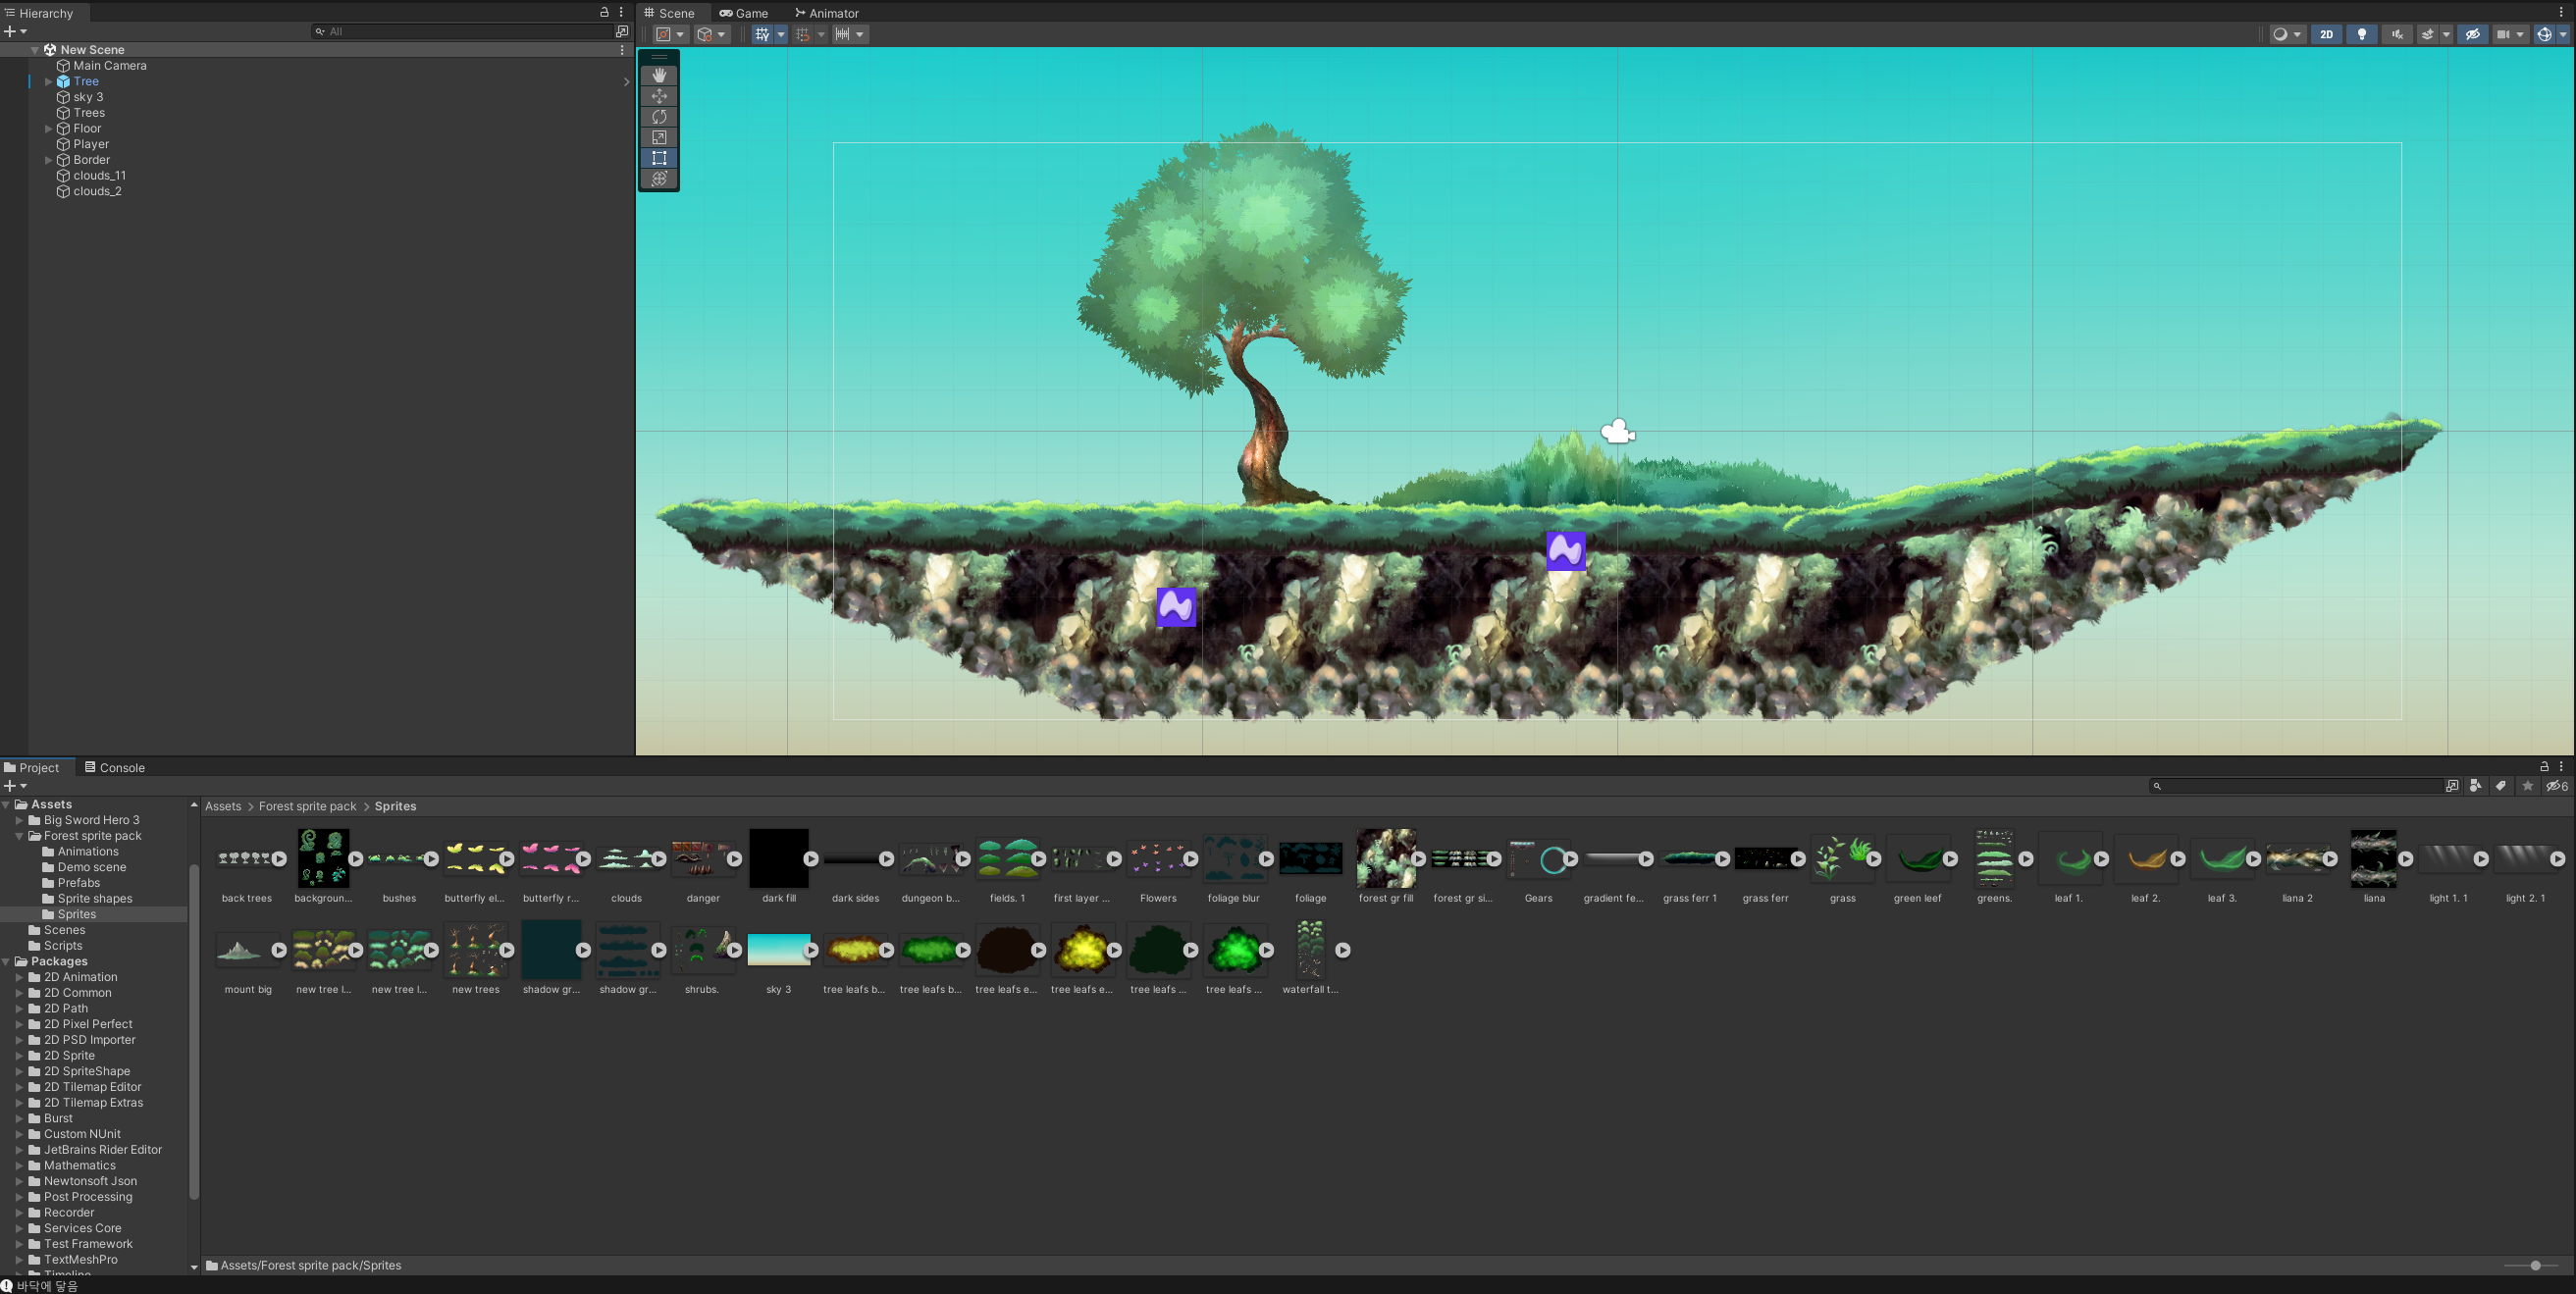 Hierarchy
All
New Scene
Main Camera
Tree
sky 3
Trees
Floor
Player
Border
clouds_11
clouds_2
Scene Game Animator
2D
Project Console
6
Assets
Big Sword Hero 3
Forest sprite pack
Animations
Demo scene
Prefabs
Sprite shapes
Sprites
Scenes
Scripts
Packages
2D Animation
2D Common
2D Path
2D Pixel Perfect
2D PSD Importer
2D Sprite
2D SpriteShape
2D Tilemap Editor
2D Tilemap Extras
Burst
Custom NUnit
JetBrains Rider Editor
Mathematics
Newtonsoft Json
Post Processing
Recorder
Services Core
Test Framework
TextMeshPro
Timeline
Assets > Forest sprite pack > Sprites
back trees backgroun... bushes butterfly el... butterfly r... clouds danger dark fill dark sides dungeon b... fields. 1 first layer ... Flowers foliage blur foliage forest gr fill forest gr si... Gears gradient fe... grass ferr 1 grass ferr grass green leef greens. leaf 1. leaf 2. leaf 3. liana 2 liana light 1. 1 light 2. 1
mount big new tree l... new tree l... new trees shadow gr... shadow gr... shrubs. sky 3 tree leafs b... tree leafs b... tree leafs e... tree leafs e... tree leafs ... tree leafs ... waterfall t...
Assets/Forest sprite pack/Sprites
바닥에 닿음